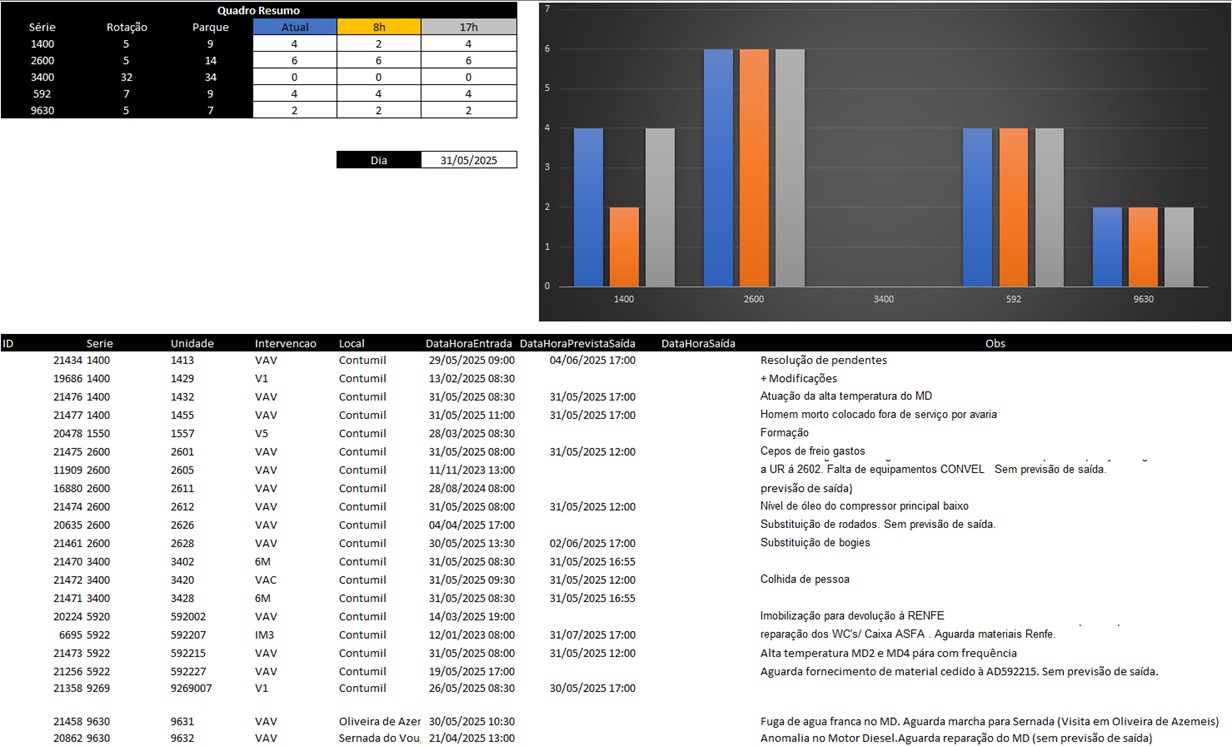 Quadro Resumo
Série Rotação Parque Atual 8h 17h
1400 5 9 4 2 4
2600 5 14 6 6 6
3400 32 34 0 0 0
592 7 9 4 4 4
9630 5 7 2 2 2
Dia 31/05/2025
7
6
5
4
3
2
1
0
1400 2600 3400 592 9630
ID Serie Unidade Intervencao Local DataHoraEntrada DataHoraPrevistaSaída DataHoraSaída Obs
21434 1400 1413 VAV Contumil 29/05/2025 09:00 04/06/2025 17:00 Resolução de pendentes
19686 1400 1429 V1 Contumil 13/02/2025 08:30 + Modificações
21476 1400 1432 VAV Contumil 31/05/2025 08:30 31/05/2025 17:00 Atuação da alta temperatura do MD
21477 1400 1455 VAV Contumil 31/05/2025 11:00 31/05/2025 17:00 Homem morto colocado fora de serviço por avaria
20478 1550 1557 V5 Contumil 28/03/2025 08:30 Formação
21475 2600 2601 VAV Contumil 31/05/2025 08:00 31/05/2025 12:00 Cepos de freio gastos
11909 2600 2605 VAV Contumil 11/11/2023 13:00 a UR á 2602. Falta de equipamentos CONVEL Sem previsão de saída.
16880 2600 2611 VAV Contumil 28/08/2024 08:00 previsão de saída)
21474 2600 2612 VAV Contumil 31/05/2025 08:00 31/05/2025 12:00 Nível de óleo do compressor principal baixo
20635 2600 2626 VAV Contumil 04/04/2025 17:00 Substituição de rodados. Sem previsão de saída.
21461 2600 2628 VAV Contumil 30/05/2025 13:30 02/06/2025 17:00 Substituição de bogies
21470 3400 3402 6M Contumil 31/05/2025 08:30 31/05/2025 16:55
21472 3400 3420 VAC Contumil 31/05/2025 09:30 31/05/2025 12:00 Colhida de pessoa
21471 3400 3428 6M Contumil 31/05/2025 08:30 31/05/2025 16:55
20224 5920 592002 VAV Contumil 14/03/2025 19:00 Imobilização para devolução à RENFE
6695 5922 592207 IM3 Contumil 12/01/2023 08:00 31/07/2025 17:00 reparação dos WC's/ Caixa ASFA . Aguarda materiais Renfe.
21473 5922 592215 VAV Contumil 31/05/2025 08:00 31/05/2025 12:00 Alta temperatura MD2 e MD4 pára com frequência
21256 5922 592227 VAV Contumil 19/05/2025 17:00 Aguarda fornecimento de material cedido à AD592215. Sem previsão de saída.
21358 9269 9269007 V1 Contumil 26/05/2025 08:30 30/05/2025 17:00
21458 9630 9631 VAV Oliveira de Azer 30/05/2025 10:30 Fuga de agua franca no MD. Aguarda marcha para Sernada (Visita em Oliveira de Azemeis)
20862 9630 9632 VAV Sernada do Vou 21/04/2025 13:00 Anomalia no Motor Diesel.Aguarda reparação do MD (sem previsão de saída)